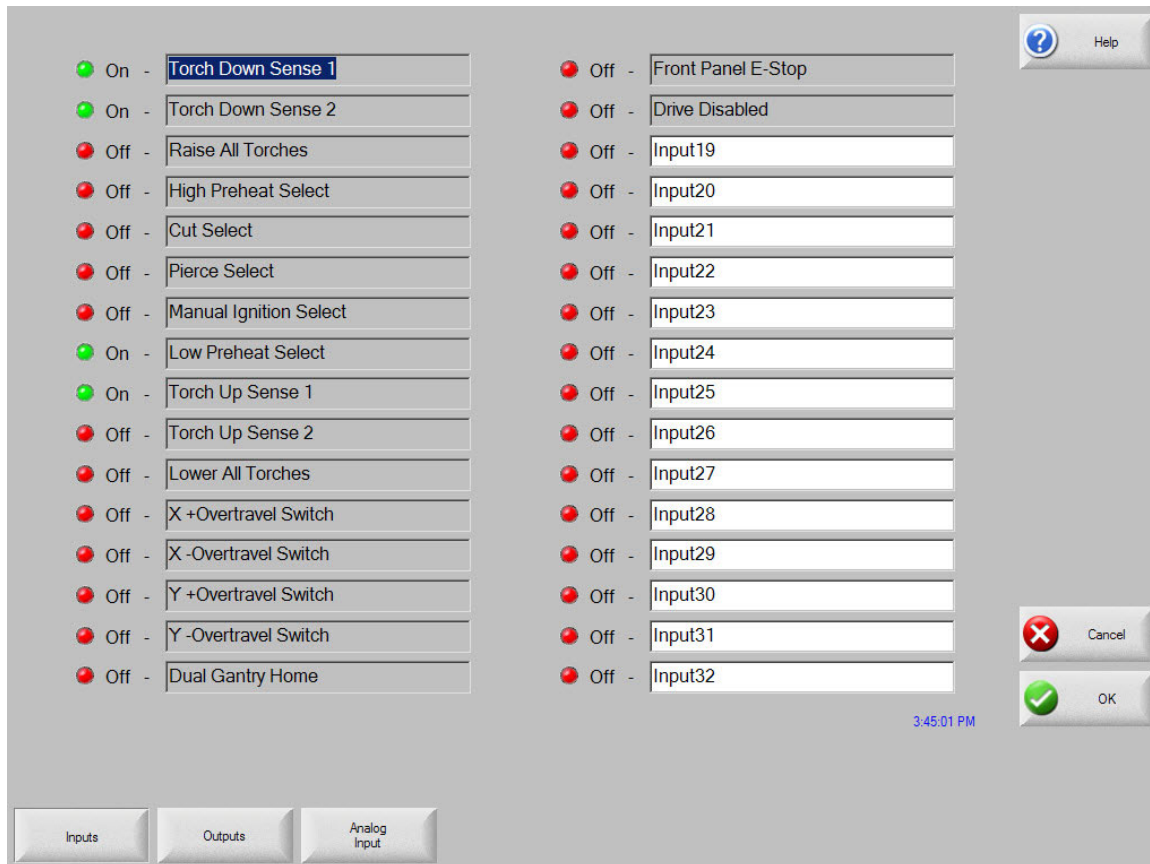 On - Torch Down Sense 1
On - Torch Down Sense 2
Off - Raise All Torches
Off - High Preheat Select
Off - Cut Select
Off - Pierce Select
Off - Manual Ignition Select
On - Low Preheat Select
On - Torch Up Sense 1
Off - Torch Up Sense 2
Off - Lower All Torches
Off - X +Overtravel Switch
Off - X -Overtravel Switch
Off - Y +Overtravel Switch
Off - Y -Overtravel Switch
Off - Dual Gantry Home
Off - Front Panel E-Stop
Off - Drive Disabled
Off - Input19
Off - Input20
Off - Input21
Off - Input22
Off - Input23
Off - Input24
Off - Input25
Off - Input26
Off - Input27
Off - Input28
Off - Input29
Off - Input30
Off - Input31
Off - Input32
3:45:01 PM
Help
Cancel
OK
Inputs
Outputs
Analog
Input